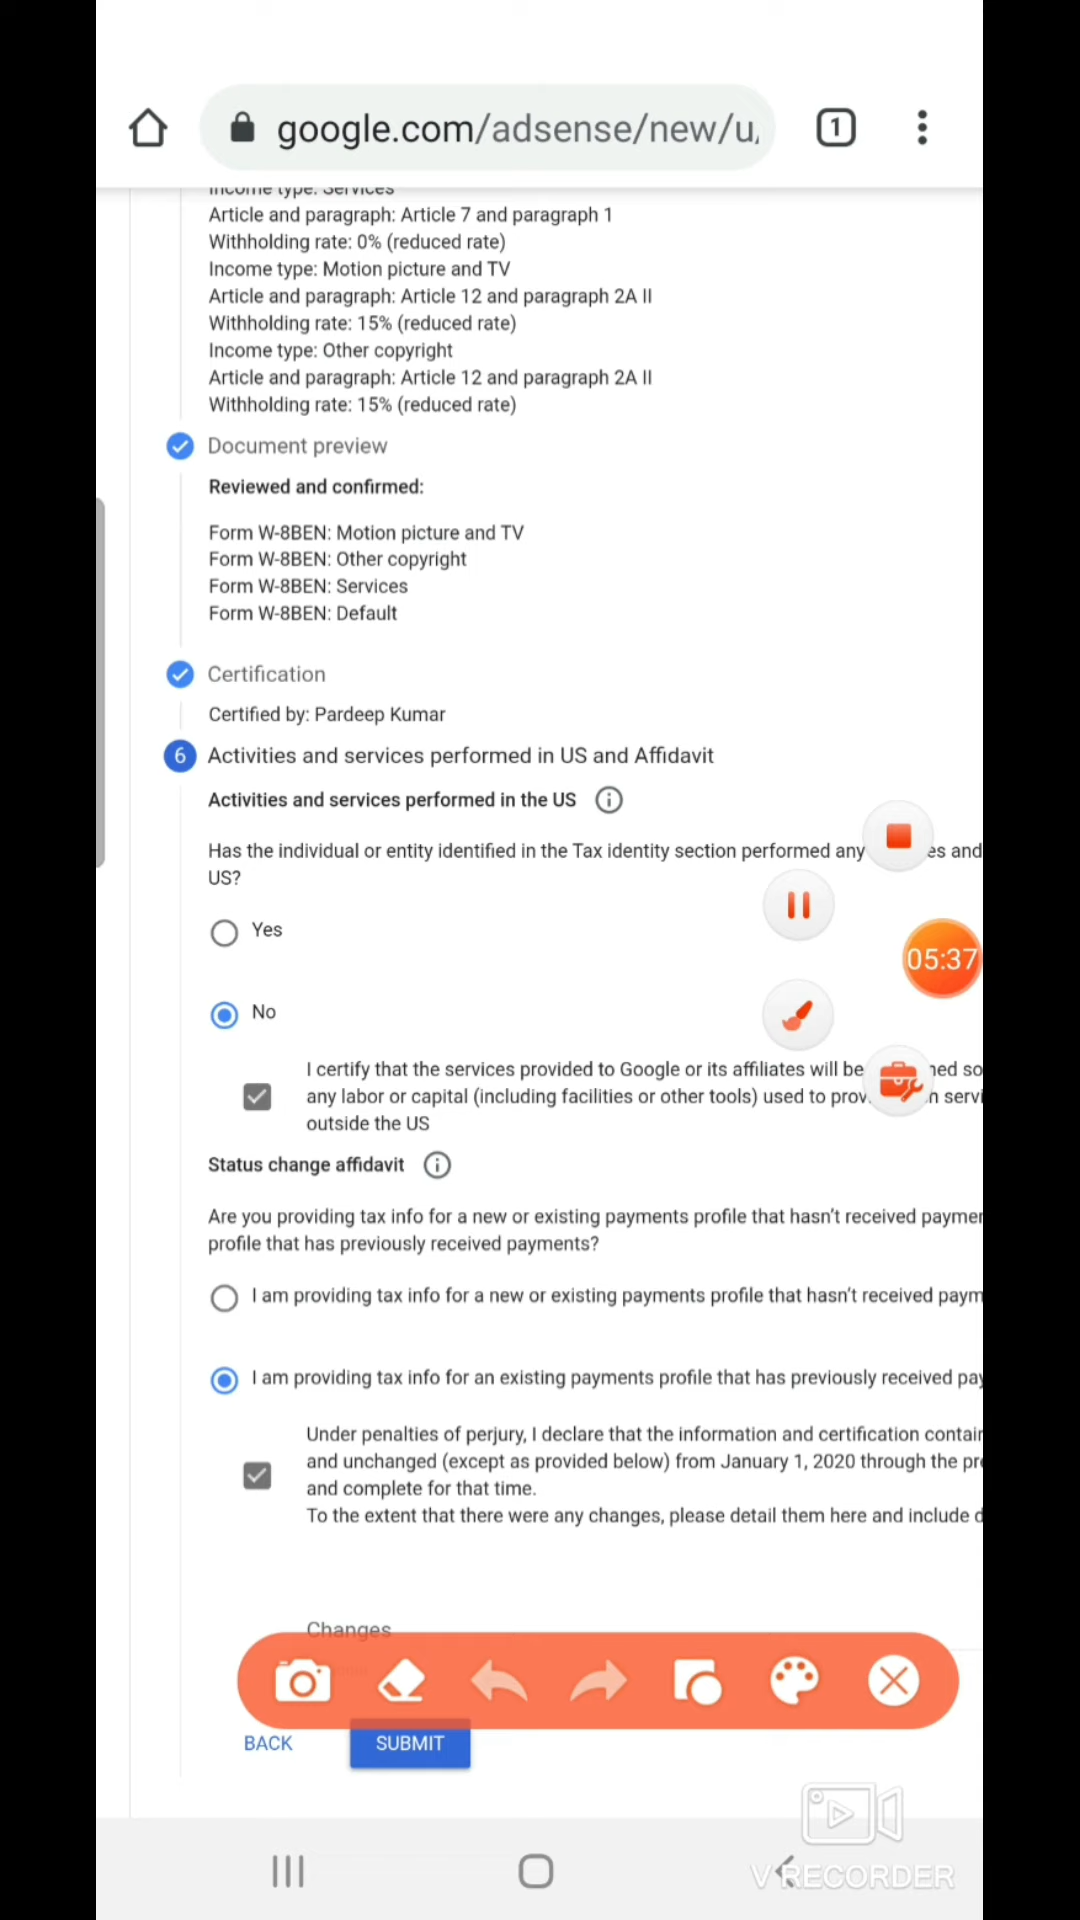 google.com/adsense/new/u
1
Income type: Services
Article and paragraph: Article 7 and paragraph 1
Withholding rate: 0% (reduced rate)
Income type: Motion picture and TV
Article and paragraph: Article 12 and paragraph 2A II
Withholding rate: 15% (reduced rate)
Income type: Other copyright
Article and paragraph: Article 12 and paragraph 2A II
Withholding rate: 15% (reduced rate)
Document preview
Reviewed and confirmed:
Form W-8BEN: Motion picture and TV
Form W-8BEN: Other copyright
Form W-8BEN: Services
Form W-8BEN: Default
Certification
Certified by: Pardeep Kumar
6 Activities and services performed in US and Affidavit
Activities and services performed in the US
Has the individual or entity identified in the Tax identity section performed any es and
US?
Yes
05:37
No
I certify that the services provided to Google or its affiliates will be ned so
any labor or capital (including facilities or other tools) used to prov n servi
outside the US
Status change affidavit
Are you providing tax info for a new or existing payments profile that hasn't received paymen
profile that has previously received payments?
I am providing tax info for a new or existing payments profile that hasn't received paym
I am providing tax info for an existing payments profile that has previously received pay
Under penalties of perjury, I declare that the information and certification contain
and unchanged (except as provided below) from January 1, 2020 through the pre
and complete for that time.
To the extent that there were any changes, please detail them here and include d
Changes
BACK SUBMIT
V RECORDER